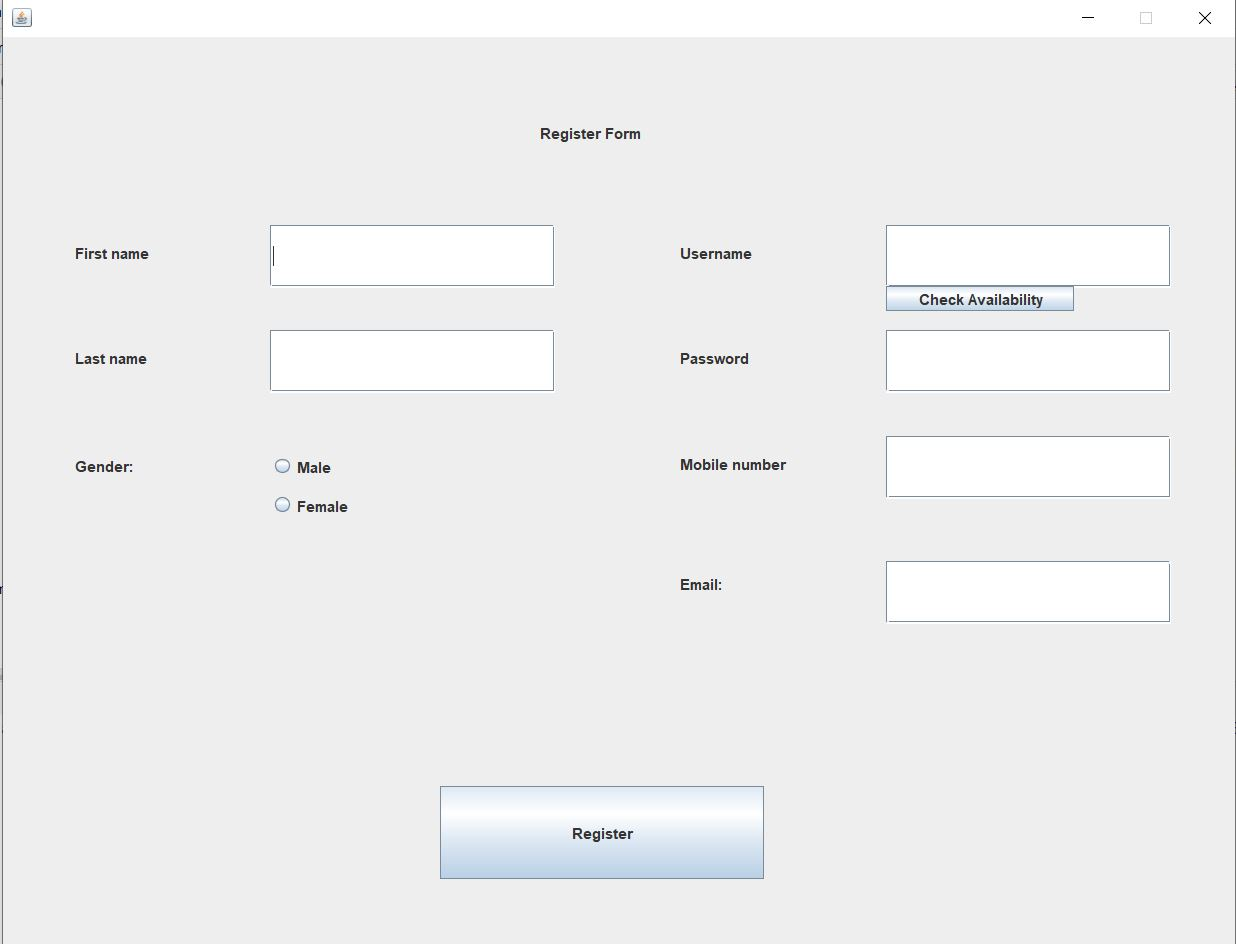 Register Form
First name
Username
Check Availability
Last name
Password
Gender:
Male
Mobile number
Female
Email:
Register